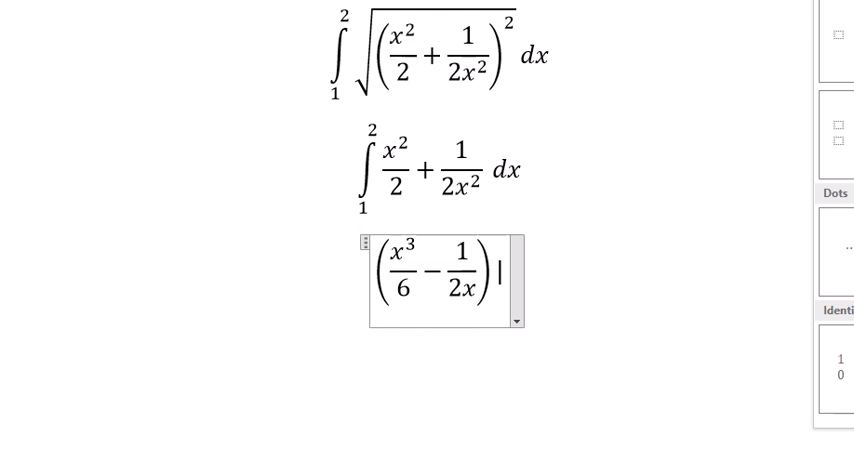 ∫₁² √((x²/2 + 1/(2x²))²) dx
∫₁² x²/2 + 1/(2x²) dx
(x³/6 − 1/(2x))
Dots
..
Identi
1
0